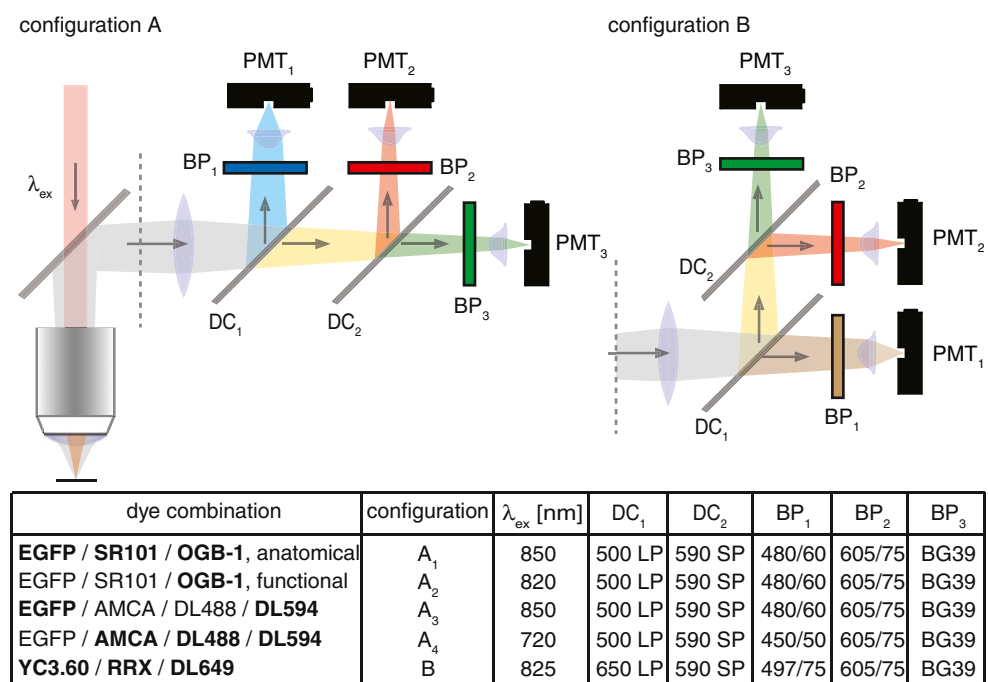 configuration A
configuration B
PMT1
PMT2
PMT3
BP1
BP2
λex
PMT3
DC1
DC2
BP3
PMT3
BP3
BP2
PMT2
DC2
PMT1
DC1
BP1
dye combination configuration λex [nm] DC1 DC2 BP1 BP2 BP3
EGFP / SR101 / OGB-1, anatomical A1 850 500 LP 590 SP 480/60 605/75 BG39
EGFP / SR101 / OGB-1, functional A2 820 500 LP 590 SP 480/60 605/75 BG39
EGFP / AMCA / DL488 / DL594 A3 850 500 LP 590 SP 480/60 605/75 BG39
EGFP / AMCA / DL488 / DL594 A4 720 500 LP 590 SP 450/50 605/75 BG39
YC3.60 / RRX / DL649 B 825 650 LP 590 SP 497/75 605/75 BG39